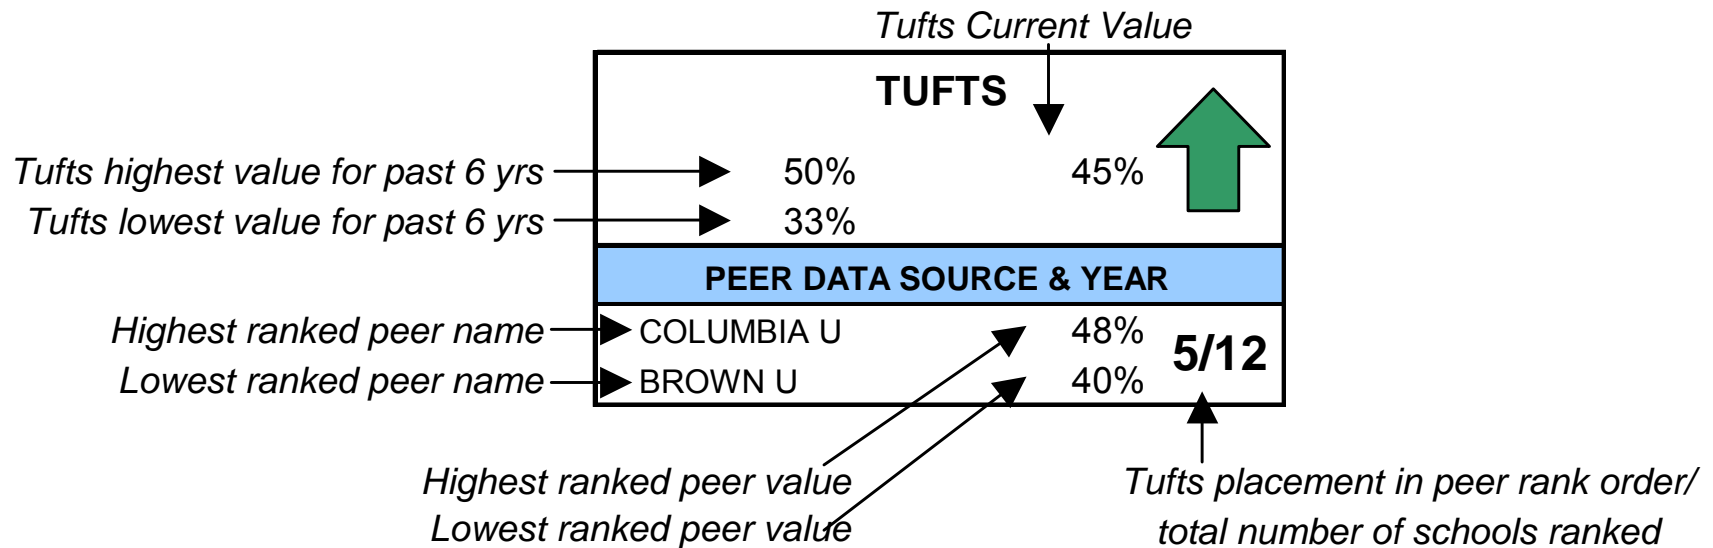 Tufts Current Value
TUFTS
Tufts highest value for past 6 yrs 50% 45%
Tufts lowest value for past 6 yrs 33%
PEER DATA SOURCE & YEAR
Highest ranked peer name COLUMBIA U 48%
5/12
Lowest ranked peer name BROWN U 40%
Highest ranked peer value
Lowest ranked peer value
Tufts placement in peer rank order/
total number of schools ranked